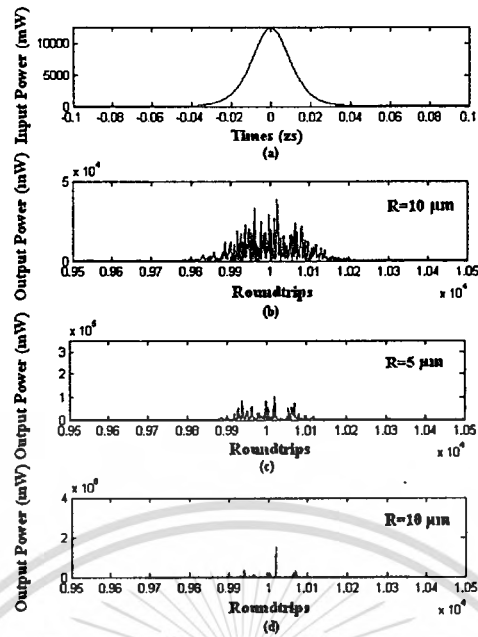 Input Power (mW)
10000
5000
0
-0.1 -0.08 -0.06 -0.04 -0.02 0 0.02 0.04 0.06 0.08 0.1
Times (zs)
(a)
Output Power (mW)
5 x 10^4
0
R=10 µm
0.95 0.96 0.97 0.98 0.99 1 1.01 1.02 1.03 1.04 1.05
Roundtrips
x 10^4
(b)
Output Power (mW)
x 10^6
3
2
1
0
R=5 µm
0.95 0.96 0.97 0.98 0.99 1 1.01 1.02 1.03 1.04 1.05
Roundtrips
x 10^4
(c)
Output Power (mW)
x 10^6
4
2
0
R=10 µm
0.95 0.96 0.97 0.98 0.99 1 1.01 1.02 1.03 1.04 1.05
Roundtrips
x 10^4
(d)